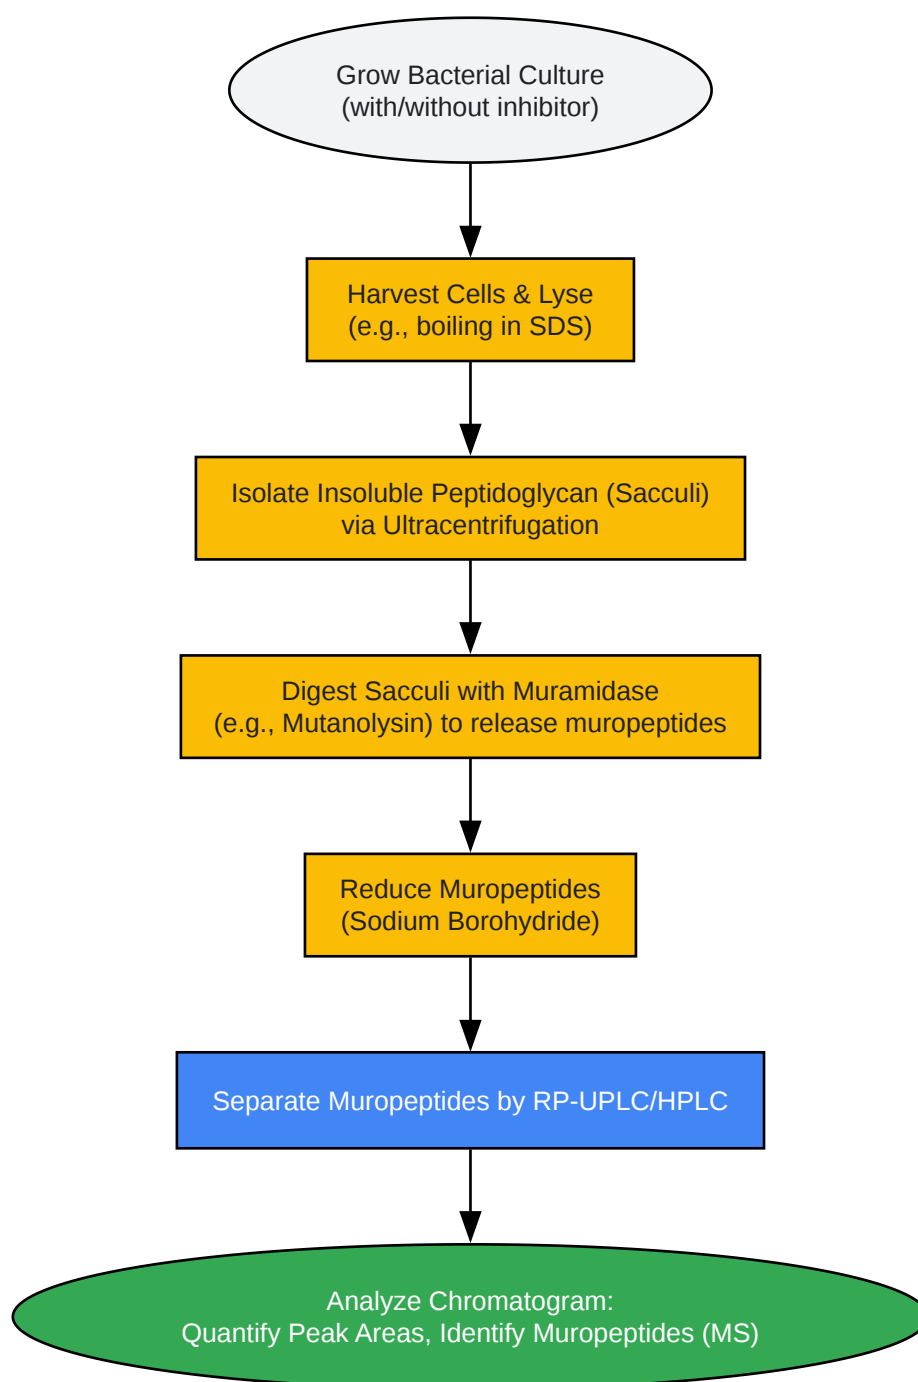 Grow Bacterial Culture
(with/without inhibitor)
Harvest Cells & Lyse
(e.g., boiling in SDS)
Isolate Insoluble Peptidoglycan (Sacculi)
via Ultracentrifugation
Digest Sacculi with Muramidase
(e.g., Mutanolysin) to release muropeptides
Reduce Muropeptides
(Sodium Borohydride)
Separate Muropeptides by RP-UPLC/HPLC
Analyze Chromatogram:
Quantify Peak Areas, Identify Muropeptides (MS)